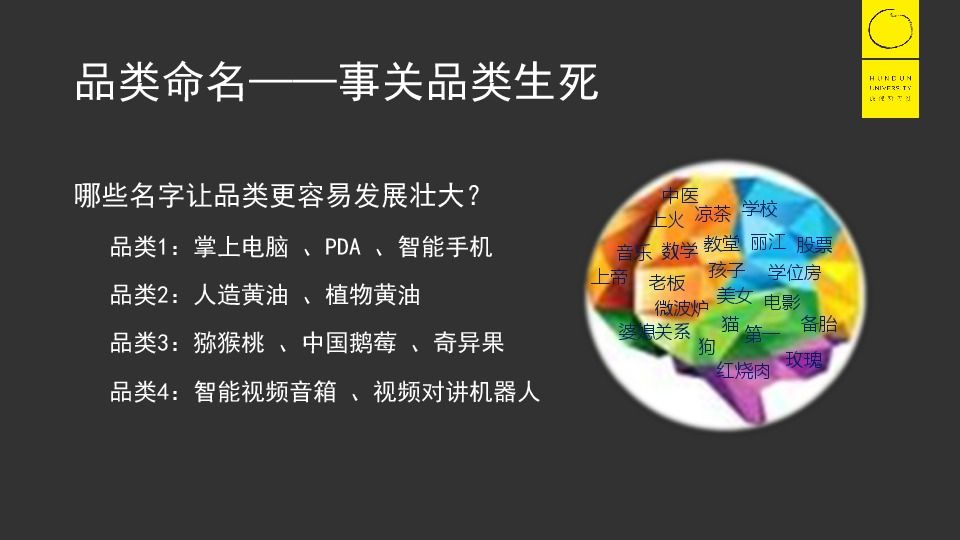 品类命名——事关品类生死
HUNDUN
UNIVERSITY
哪些名字让品类更容易发展壮大？
品类1：掌上电脑 、PDA 、智能手机
品类2：人造黄油 、植物黄油
品类3：猕猴桃 、中国鹅莓 、奇异果
品类4：智能视频音箱 、视频对讲机器人
中医
上火 凉茶 学校
音乐 数学 教堂 丽江 股票
上帝 老板 孩子 学位房
微波炉 美女 电影
婆媳关系 猫 第一 备胎
狗
红烧肉 玫瑰